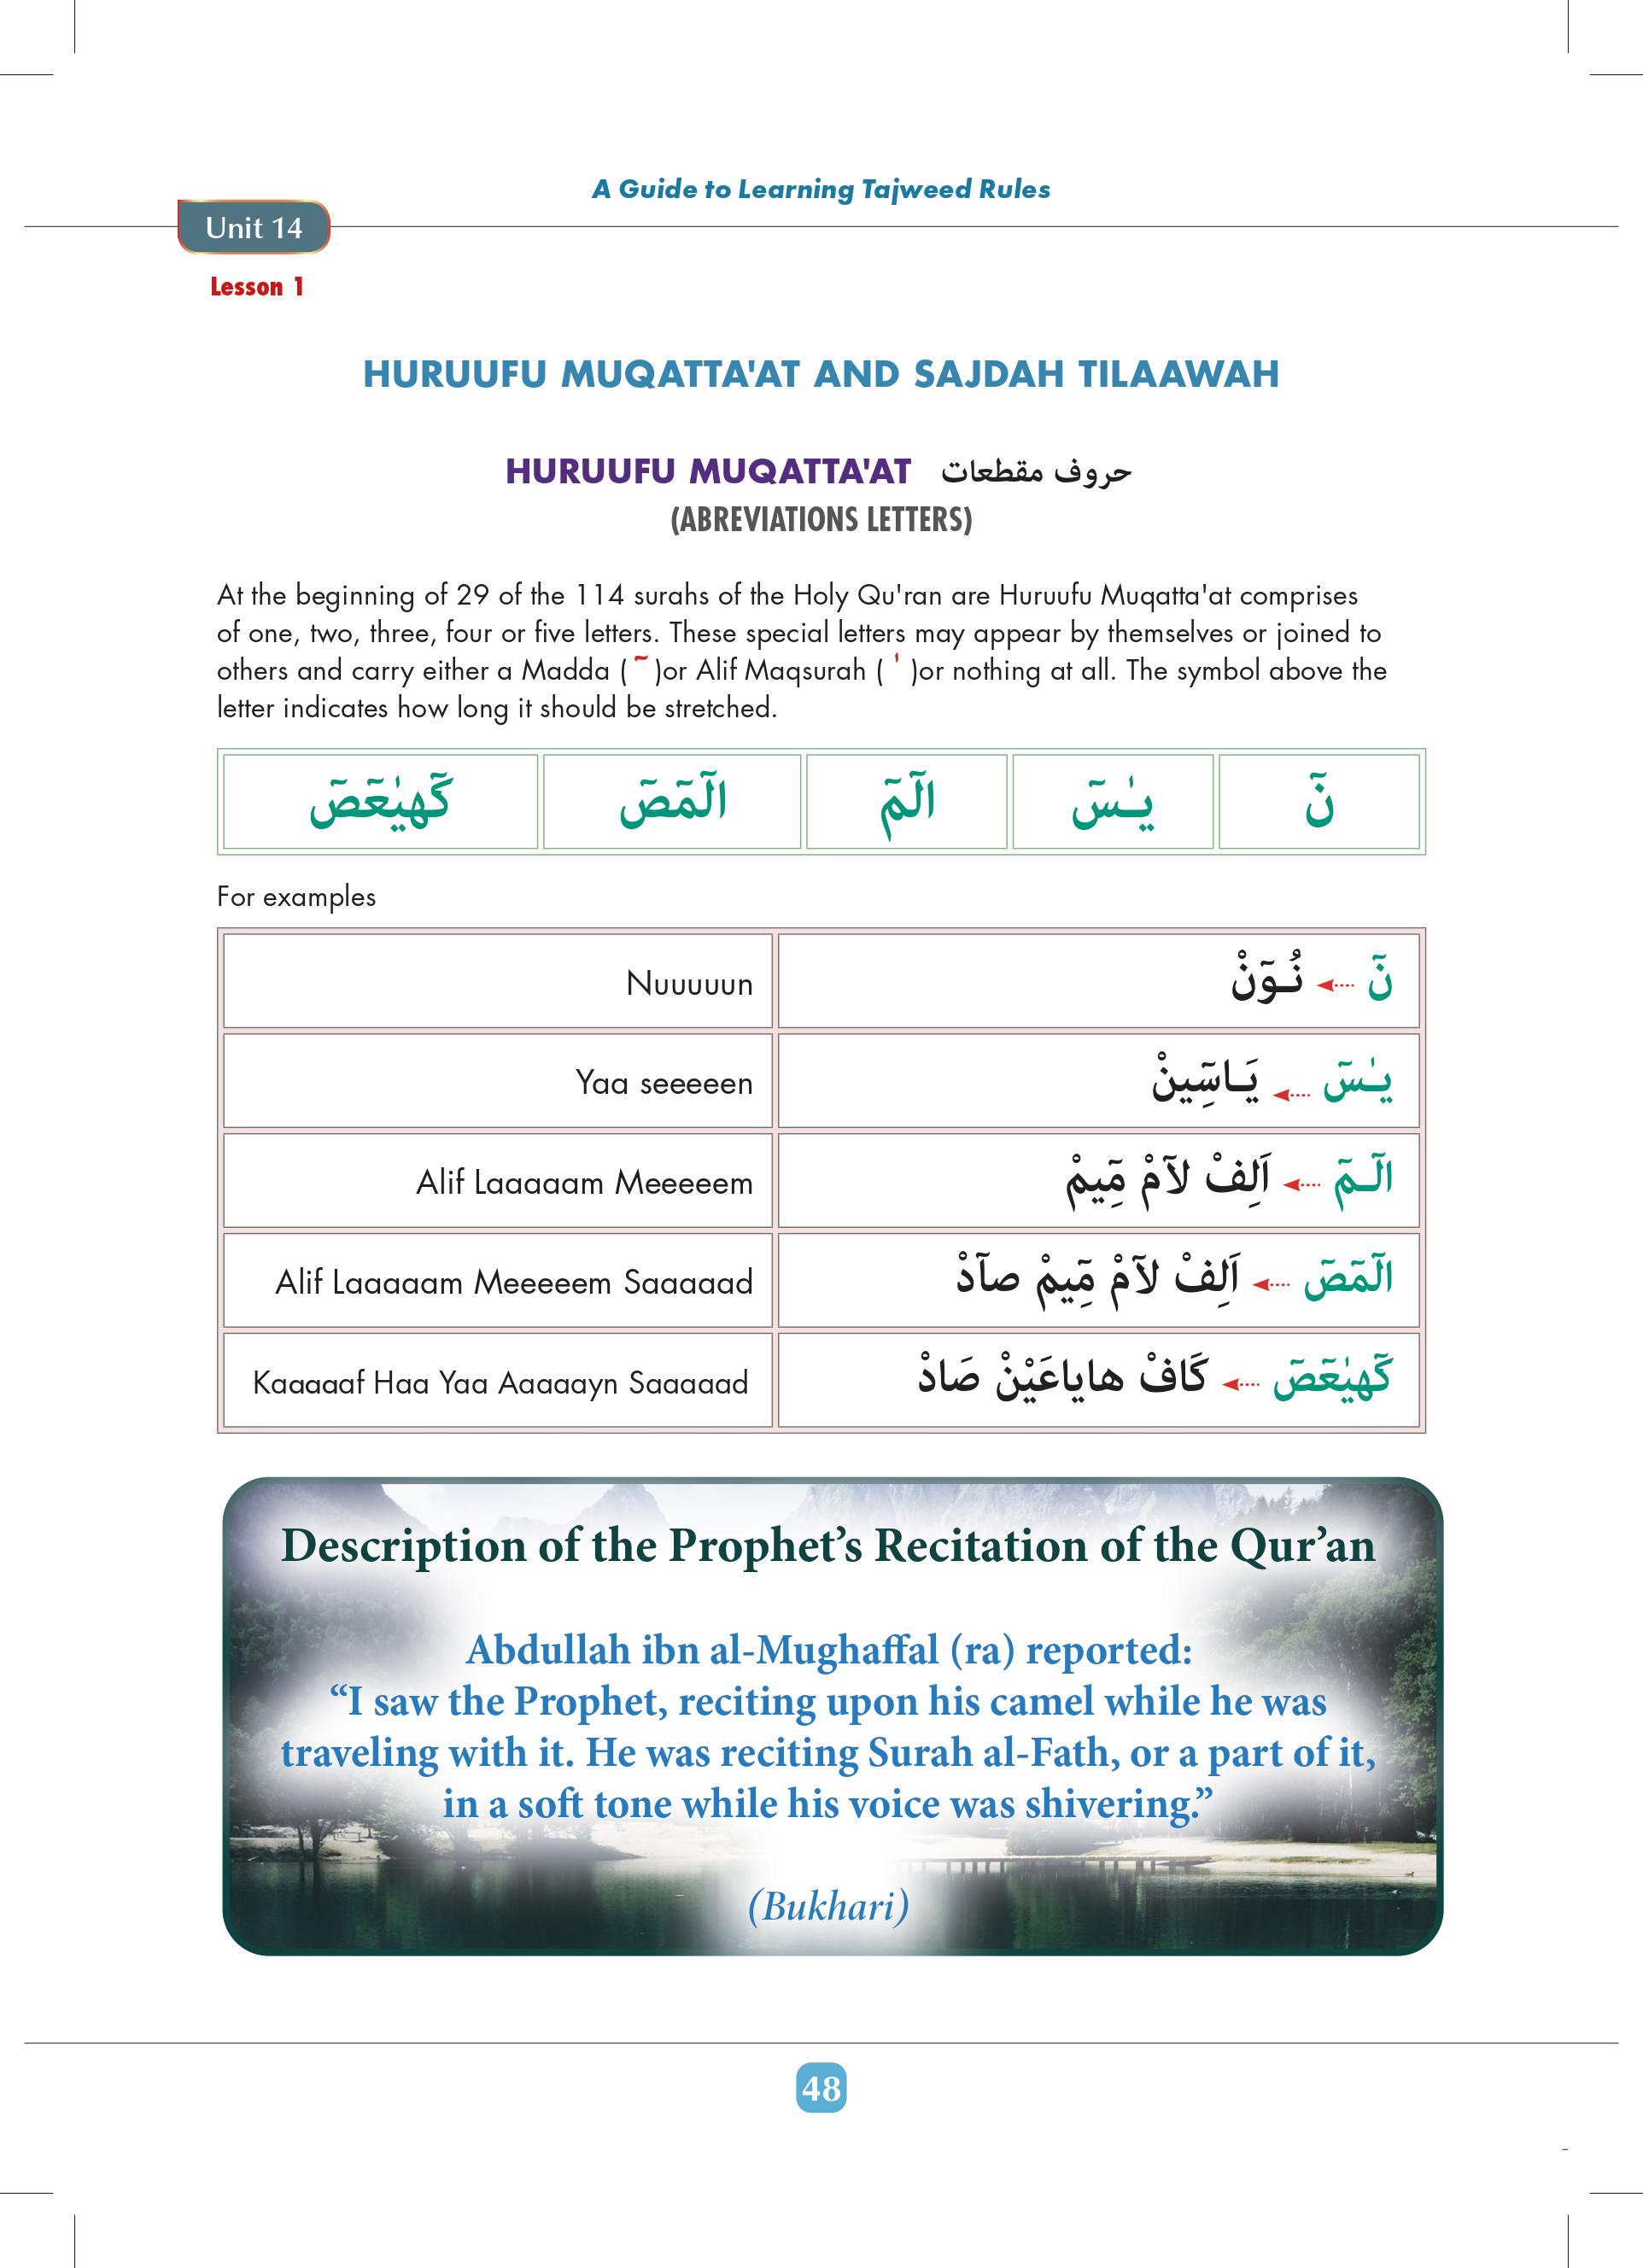 A Guide to Learning Tajweed Rules
Unit 14
Lesson 1
HURUUFU MUQATTA'AT AND SAJDAH TILAAWAH
HURUUFU MUQATTA'AT حروف مقطعات
(ABREVIATIONS LETTERS)
At the beginning of 29 of the 114 surahs of the Holy Qu'ran are Huruufu Muqatta'at comprises
of one, two, three, four or five letters. These special letters may appear by themselves or joined to
others and carry either a Madda ( ٓ )or Alif Maqsurah ( ٰ )or nothing at all. The symbol above the
letter indicates how long it should be stretched.
نٓ يٰسٓ الٓمٓ الٓمٓصٓ كٓهيٰعٓصٓ
For examples
نٓ نُـوٓنْ Nuuuuun
يٰسٓ يَـاسِٓينْ Yaa seeeeen
الٓـمٓ اَلِفْ لآمْ مِّٓيمْ Alif Laaaaam Meeeeem
الٓمٓصٓ اَلِفْ لآمْ مِّٓيمْ صآدْ Alif Laaaaam Meeeeem Saaaaad
كٓهيٰعٓصٓ كَافْ هاياعَيْنْ صَادْ Kaaaaaf Haa Yaa Aaaaayn Saaaaad
Description of the Prophet’s Recitation of the Qur’an
Abdullah ibn al-Mughaffal (ra) reported:
“I saw the Prophet, reciting upon his camel while he was
traveling with it. He was reciting Surah al-Fath, or a part of it,
in a soft tone while his voice was shivering.”
(Bukhari)
48